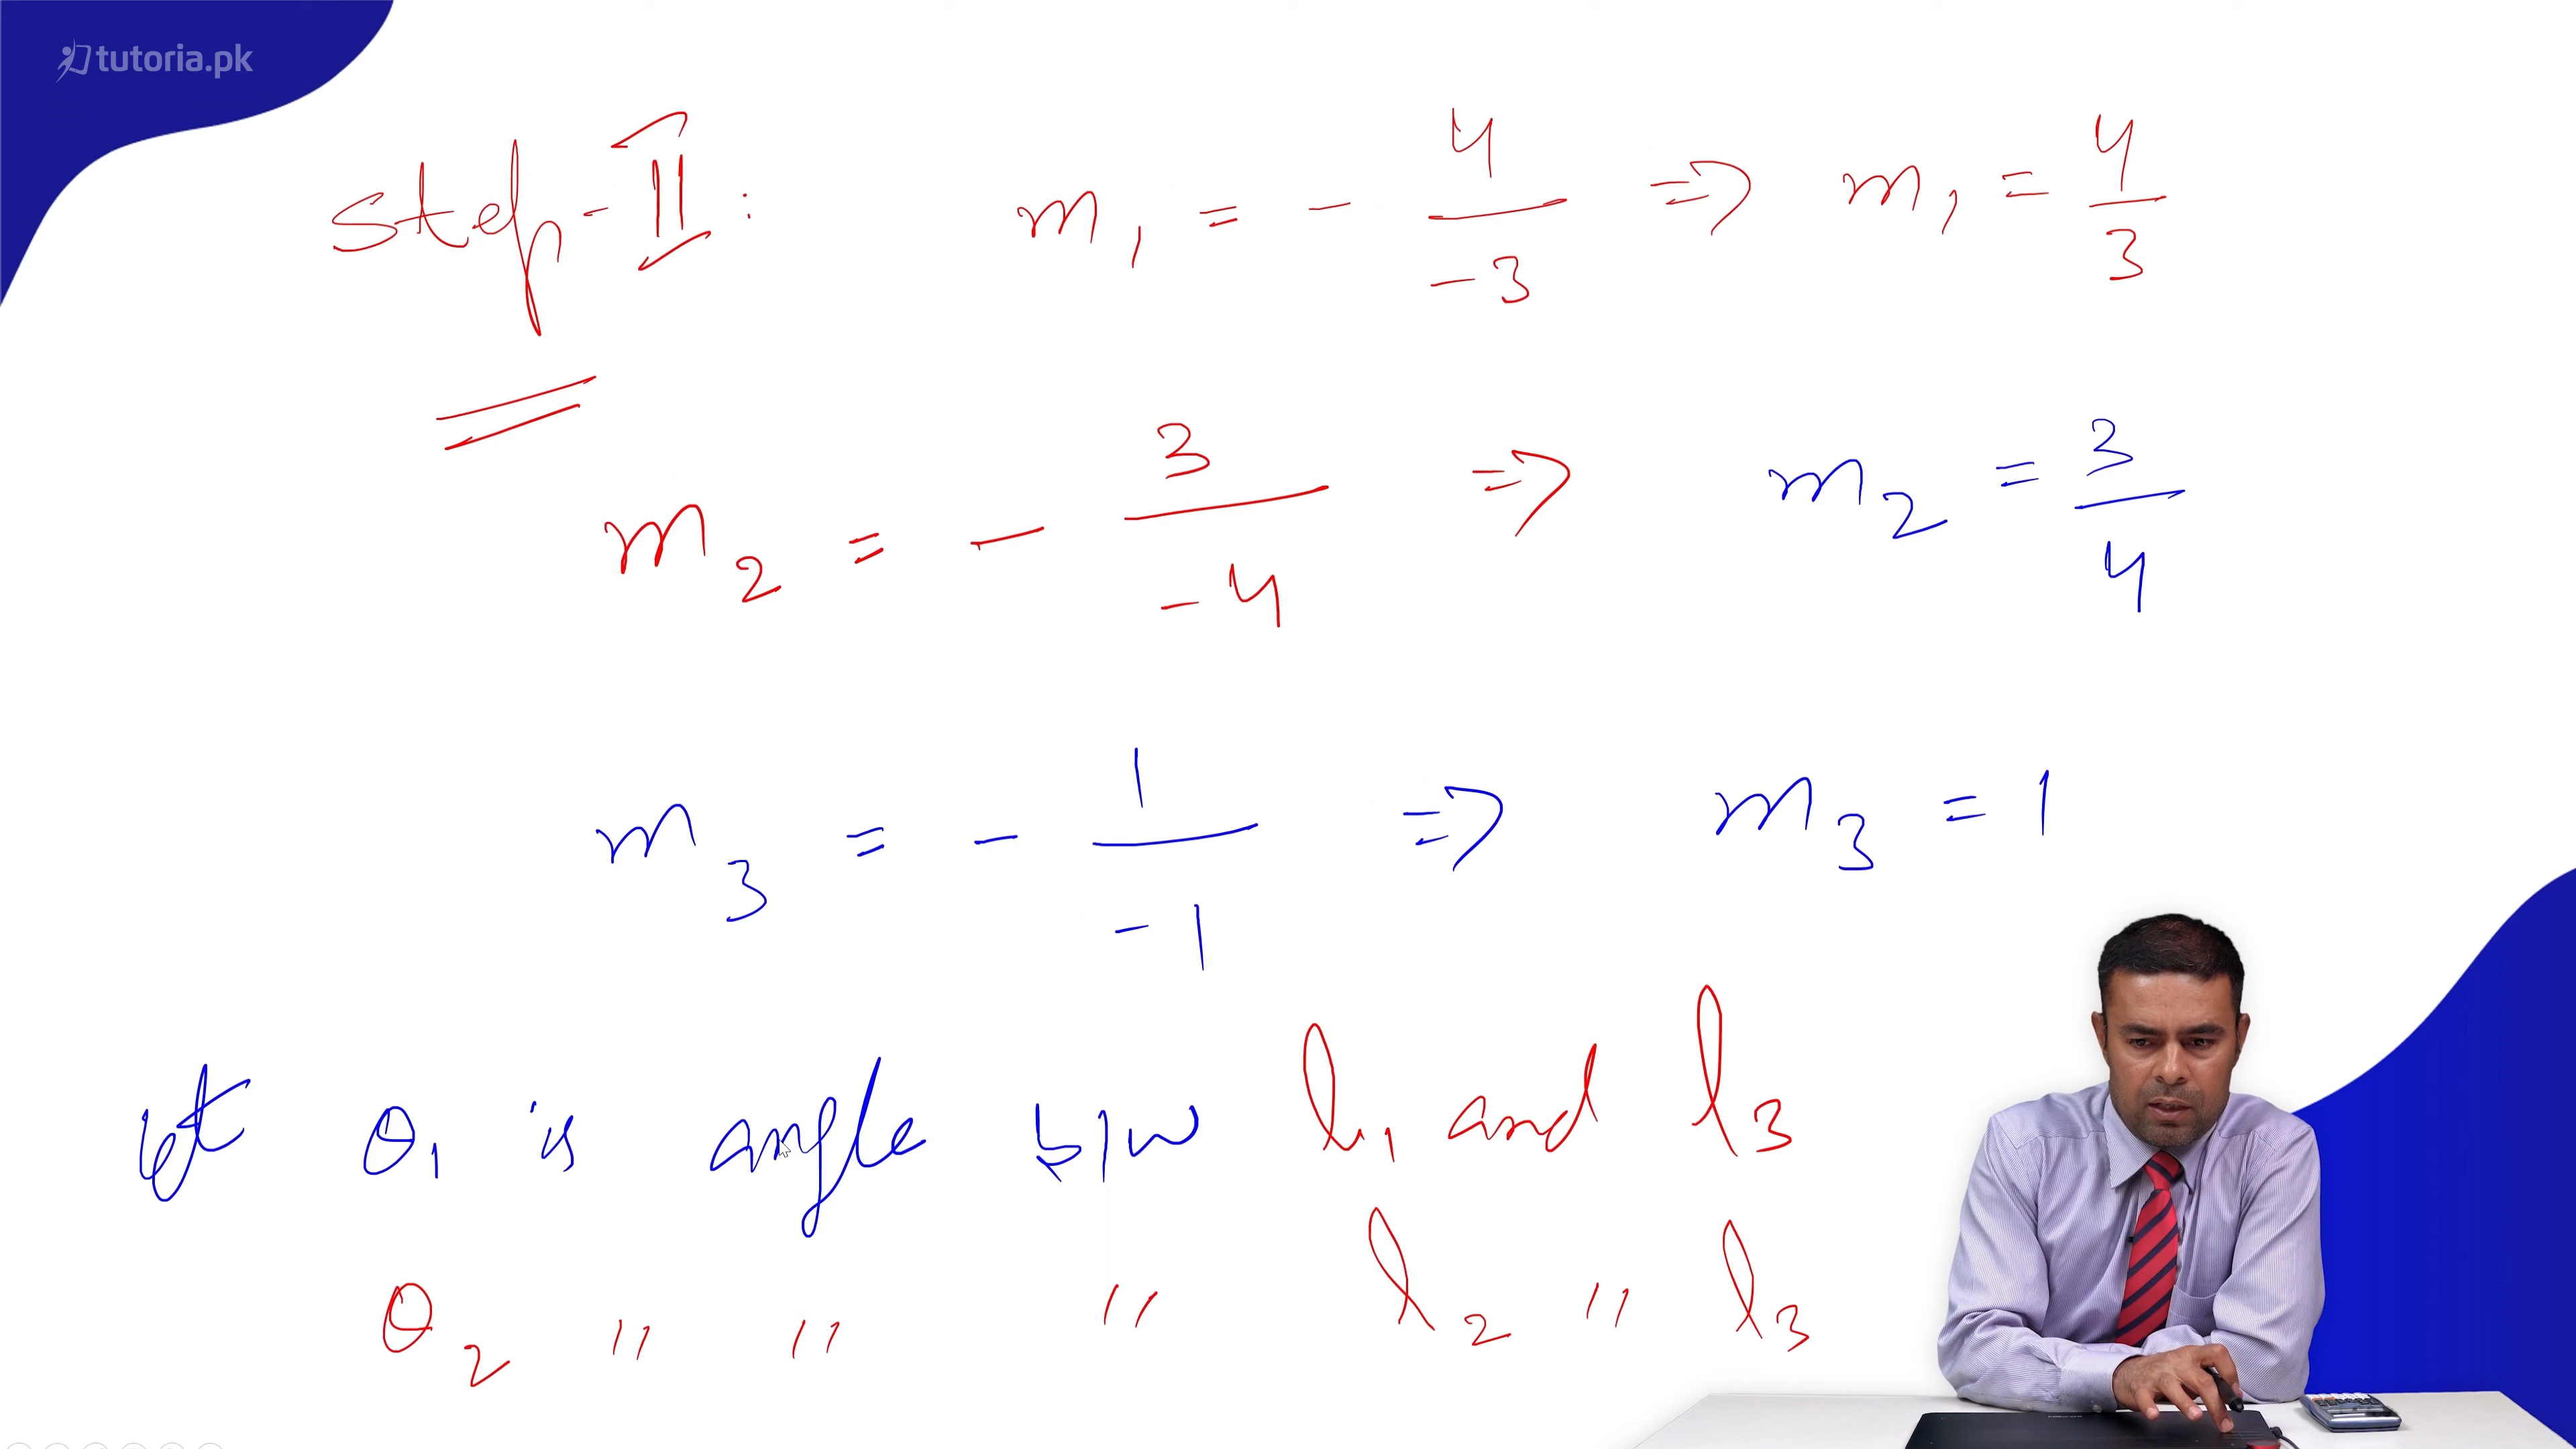 tutoria.pk
Step-II: m₁ = - 4/-3 ⇒ m₁ = 4/3
m₂ = - 3/-4 ⇒ m₂ = 3/4
m₃ = - 1/-1 ⇒ m₃ = 1
let θ₁ is angle b/w l₁ and l₃
θ₂ " " " l₂ " l₃